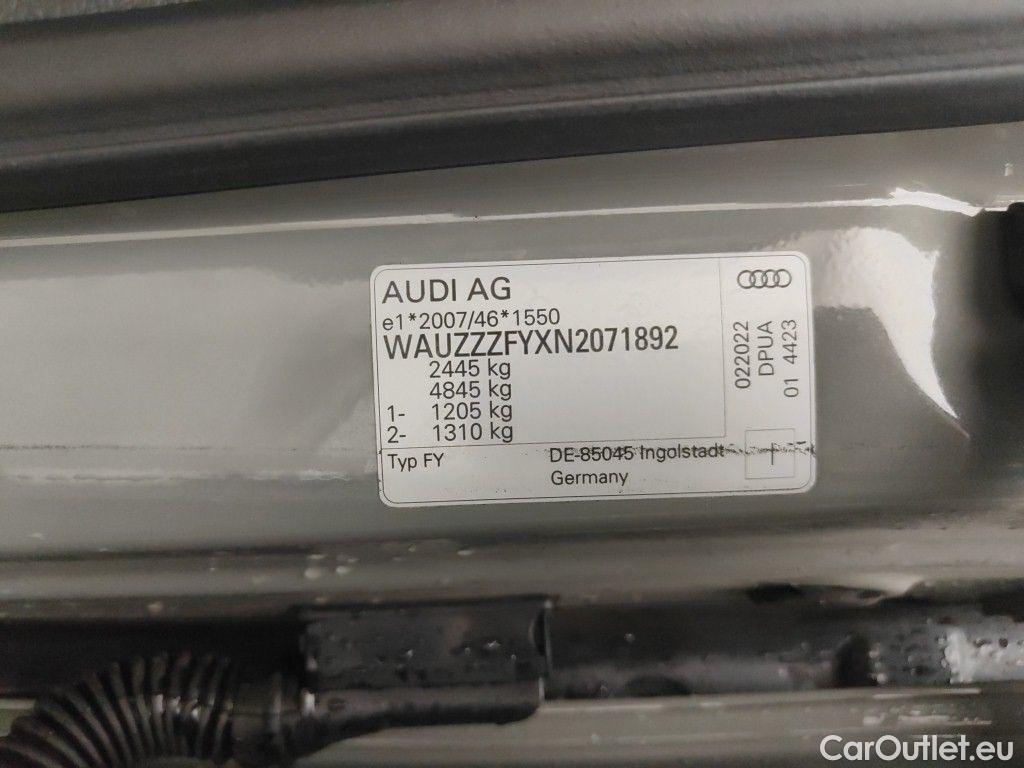 AUDI AG
e1*2007/46*1550
WAUZZZFYXN2071892
2445 kg
4845 kg
1- 1205 kg
2- 1310 kg
Typ FY
DE-85045 Ingolstadt
Germany
022022
DPUA
01 4423
CarOutlet.eu